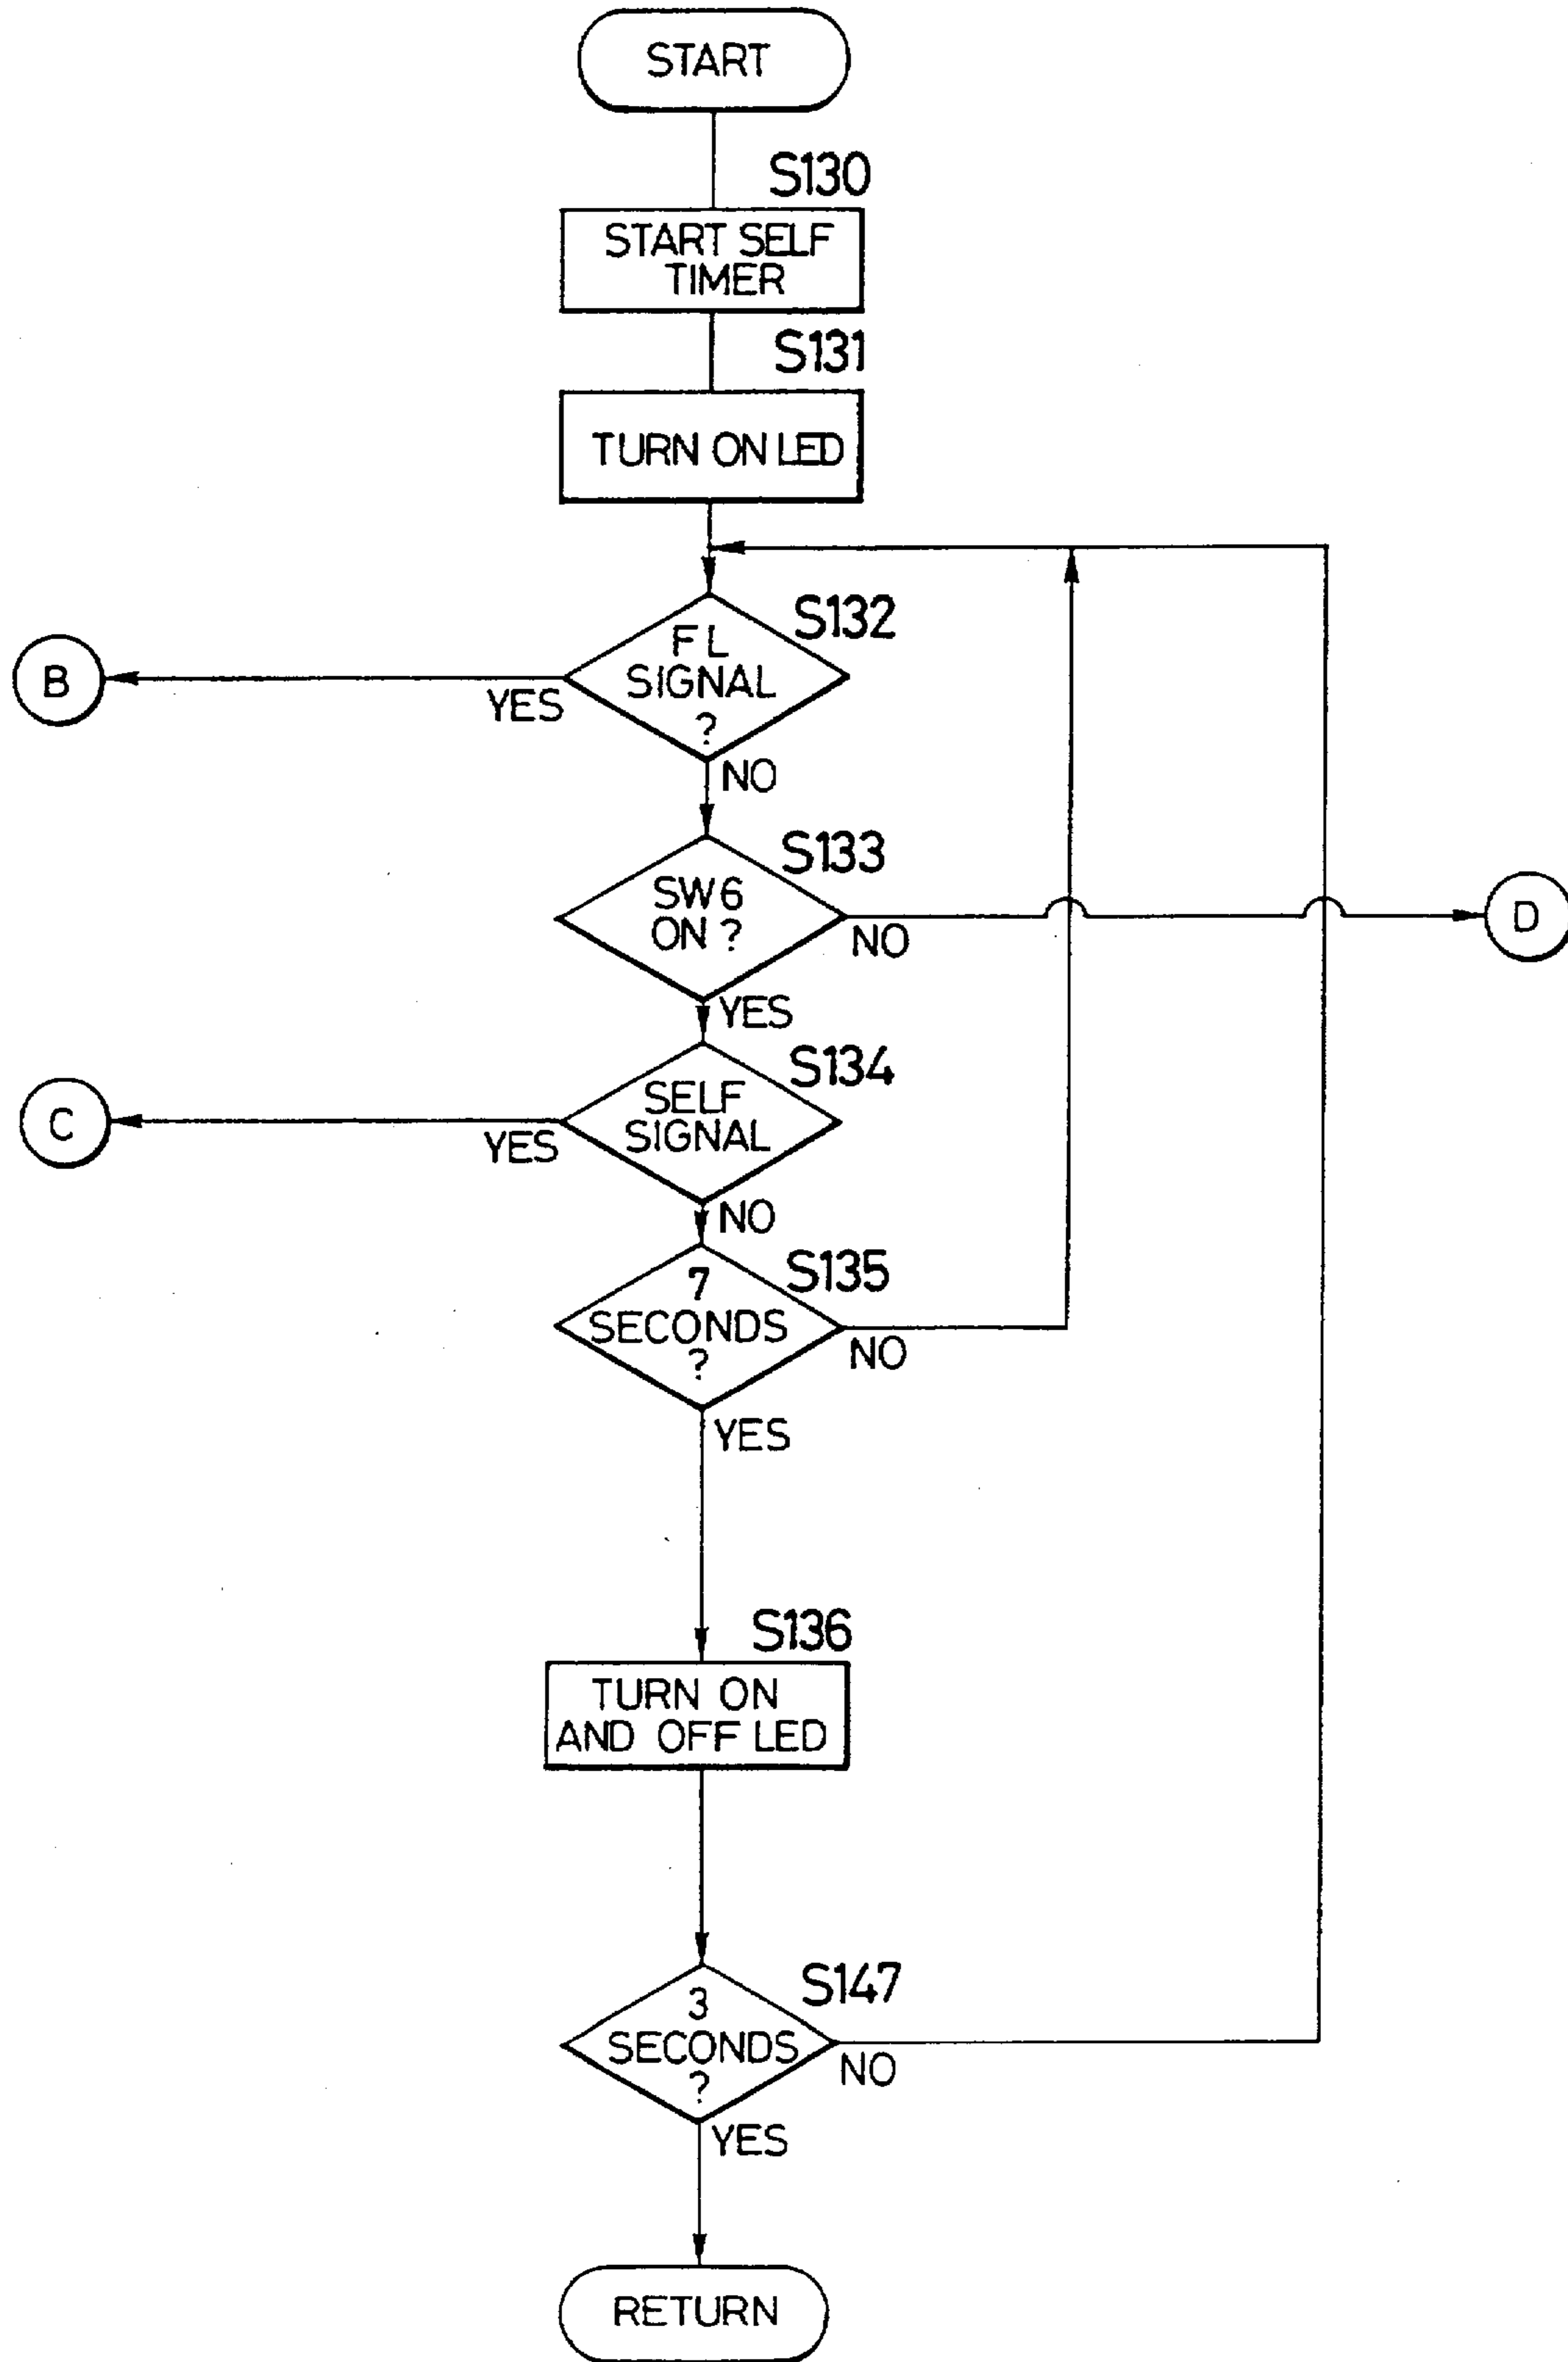 START
S130
START SELF
TIMER
S131
TURN ON LED
S132
FL
SIGNAL
?
B
YES
NO
S133
SW6
ON ?
NO
D
YES
S134
SELF
SIGNAL
C
YES
NO
S135
7
SECONDS
?
NO
YES
S136
TURN ON
AND OFF LED
S147
3
SECONDS
?
NO
YES
RETURN